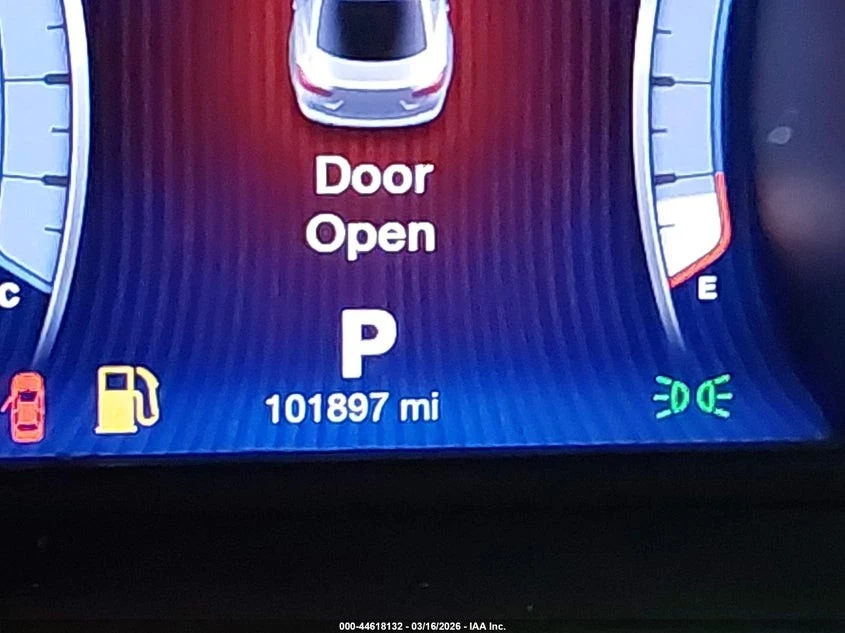 Door
Open
C
E
P
101897 mi
000-44618132 - 03/16/2026 - IAA Inc.